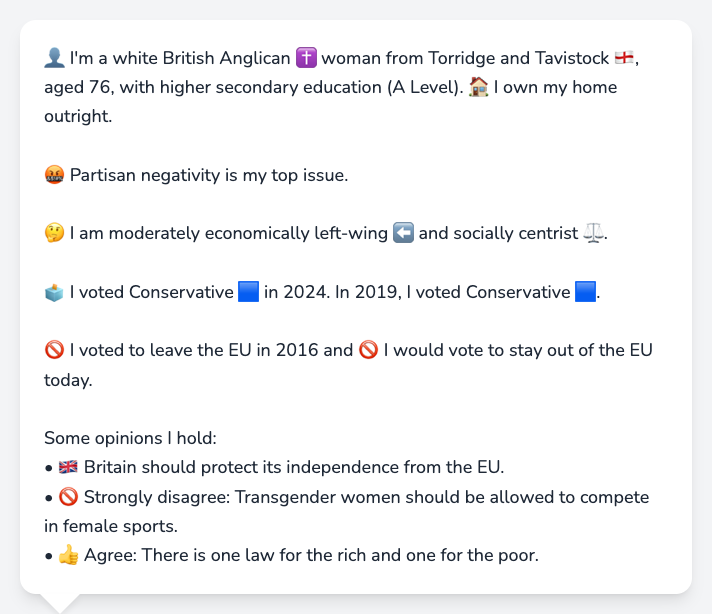 👤 I'm a white British Anglican ✝️ woman from Torridge and Tavistock 🏴󠁧󠁢󠁥󠁮󠁧󠁿,
aged 76, with higher secondary education (A Level). 🏠 I own my home
outright.
🤬 Partisan negativity is my top issue.
🤔 I am moderately economically left-wing ⬅️ and socially centrist ⚖️.
🗳️ I voted Conservative 🟦 in 2024. In 2019, I voted Conservative 🟦.
🚫 I voted to leave the EU in 2016 and 🚫 I would vote to stay out of the EU
today.
Some opinions I hold:
• 🇬🇧 Britain should protect its independence from the EU.
• 🚫 Strongly disagree: Transgender women should be allowed to compete
in female sports.
• 👍 Agree: There is one law for the rich and one for the poor.